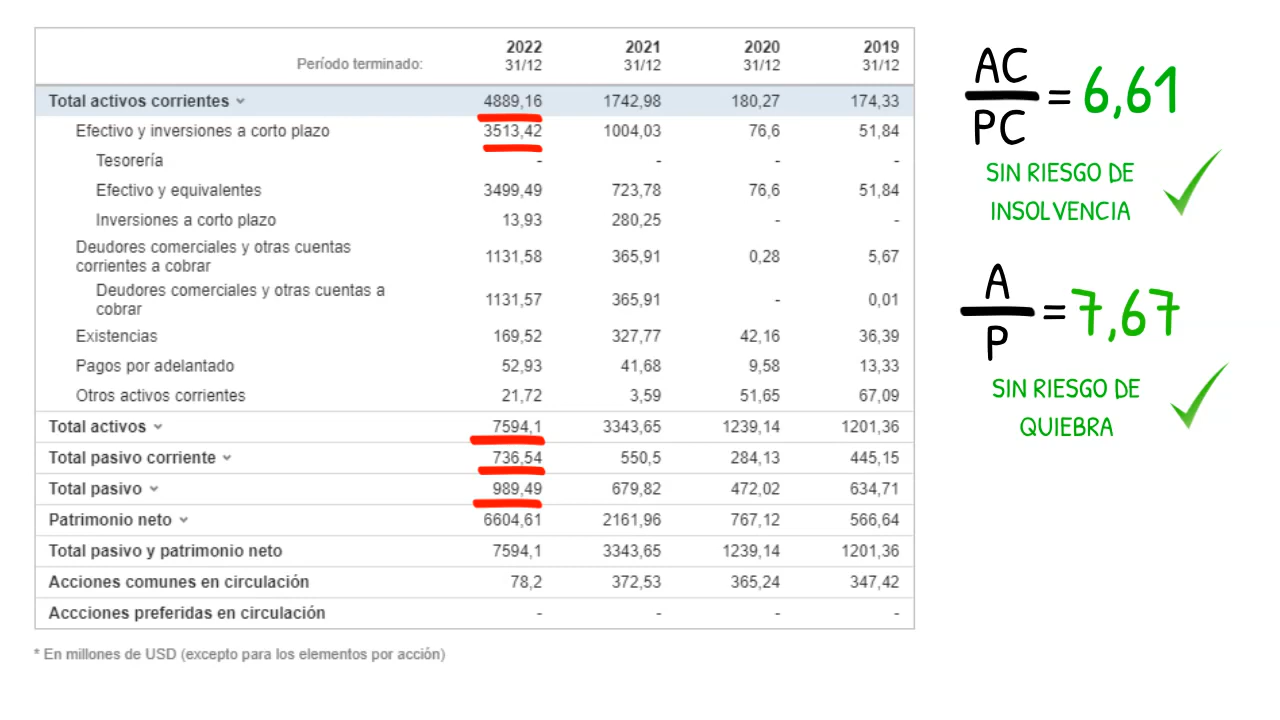 2022 2021 2020 2019
Período terminado: 31/12 31/12 31/12 31/12
Total activos corrientes 4889,16 1742,98 180,27 174,33
Efectivo y inversiones a corto plazo 3513,42 1004,03 76,6 51,84
Tesorería - - - -
Efectivo y equivalentes 3499,49 723,78 76,6 51,84
Inversiones a corto plazo 13,93 280,25 - -
Deudores comerciales y otras cuentas
corrientes a cobrar 1131,58 365,91 0,28 5,67
Deudores comerciales y otras cuentas a
cobrar 1131,57 365,91 - 0,01
Existencias 169,52 327,77 42,16 36,39
Pagos por adelantado 52,93 41,68 9,58 13,33
Otros activos corrientes 21,72 3,59 51,65 67,09
Total activos 7594,1 3343,65 1239,14 1201,36
Total pasivo corriente 736,54 550,5 284,13 445,15
Total pasivo 989,49 679,82 472,02 634,71
Patrimonio neto 6604,61 2161,96 767,12 566,64
Total pasivo y patrimonio neto 7594,1 3343,65 1239,14 1201,36
Acciones comunes en circulación 78,2 372,53 365,24 347,42
Accciones preferidas en circulación - - - -
* En millones de USD (excepto para los elementos por acción)
AC
PC
= 6,61
SIN RIESGO DE
INSOLVENCIA
A
P
= 7,67
SIN RIESGO DE
QUIEBRA